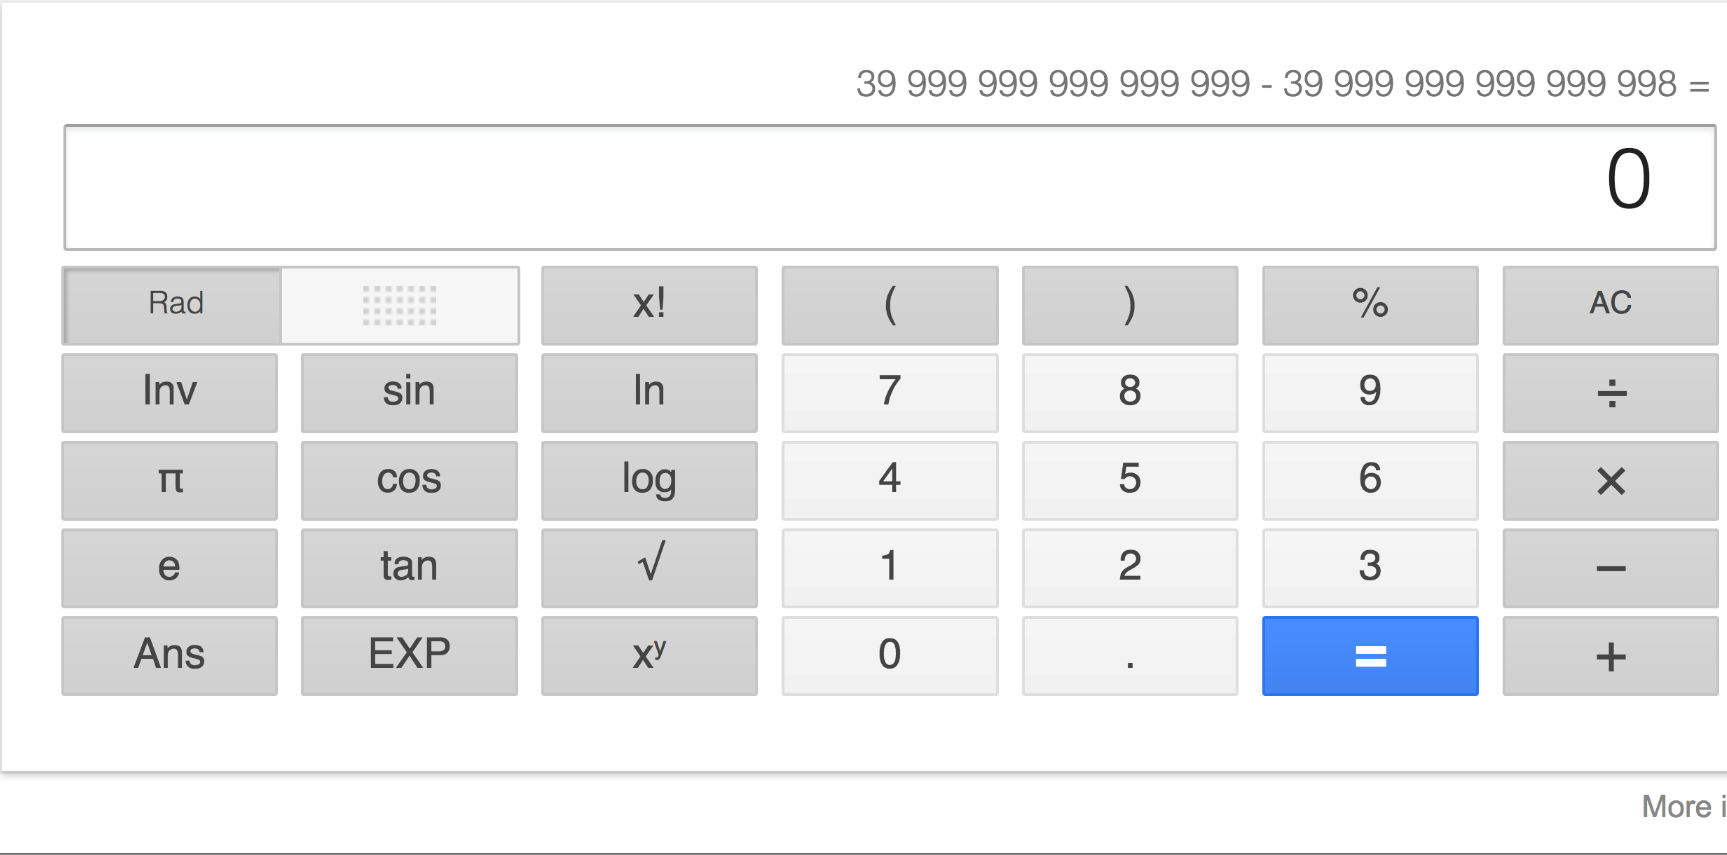 39 999 999 999 999 999 - 39 999 999 999 999 998 =
0
Rad x! ( ) % AC
Inv sin ln 7 8 9 ÷
π cos log 4 5 6 ×
e tan √ 1 2 3 −
Ans EXP xʸ 0 . = +
More i